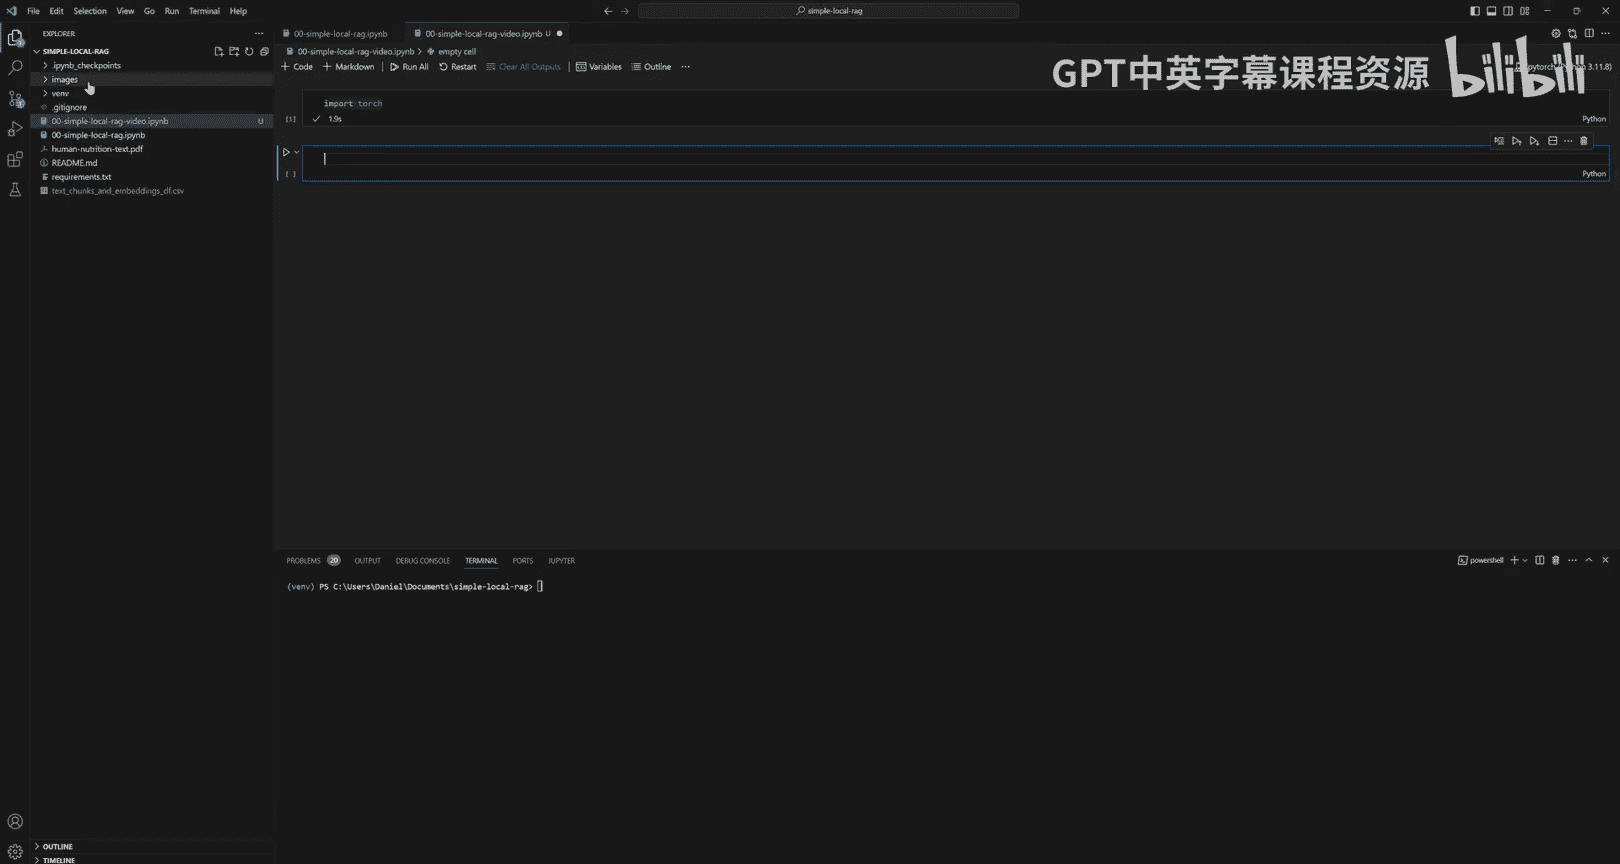 File Edit Selection View Go Run Terminal Help
simple-local-rag
EXPLORER
SIMPLE-LOCAL-RAG
.ipynb_checkpoints
images
venv
.gitignore
00-simple-local-rag-video.ipynb U
00-simple-local-rag.ipynb
human-nutrition-text.pdf
README.md
requirements.txt
text_chunks_and_embeddings_df.csv
OUTLINE
TIMELINE
00-simple-local-rag.ipynb
00-simple-local-rag-video.ipynb U
00-simple-local-rag-video.ipynb > empty cell
+ Code + Markdown Run All Restart Clear All Outputs Variables Outline ...
GPT中英字幕课程资源 bilibili
3.11.8)
import torch
[1] ✓ 1.9s
Python
[ ]
Python
PROBLEMS 20 OUTPUT DEBUG CONSOLE TERMINAL PORTS JUPYTER
powershell
(venv) PS C:\Users\Daniel\Documents\simple-local-rag>